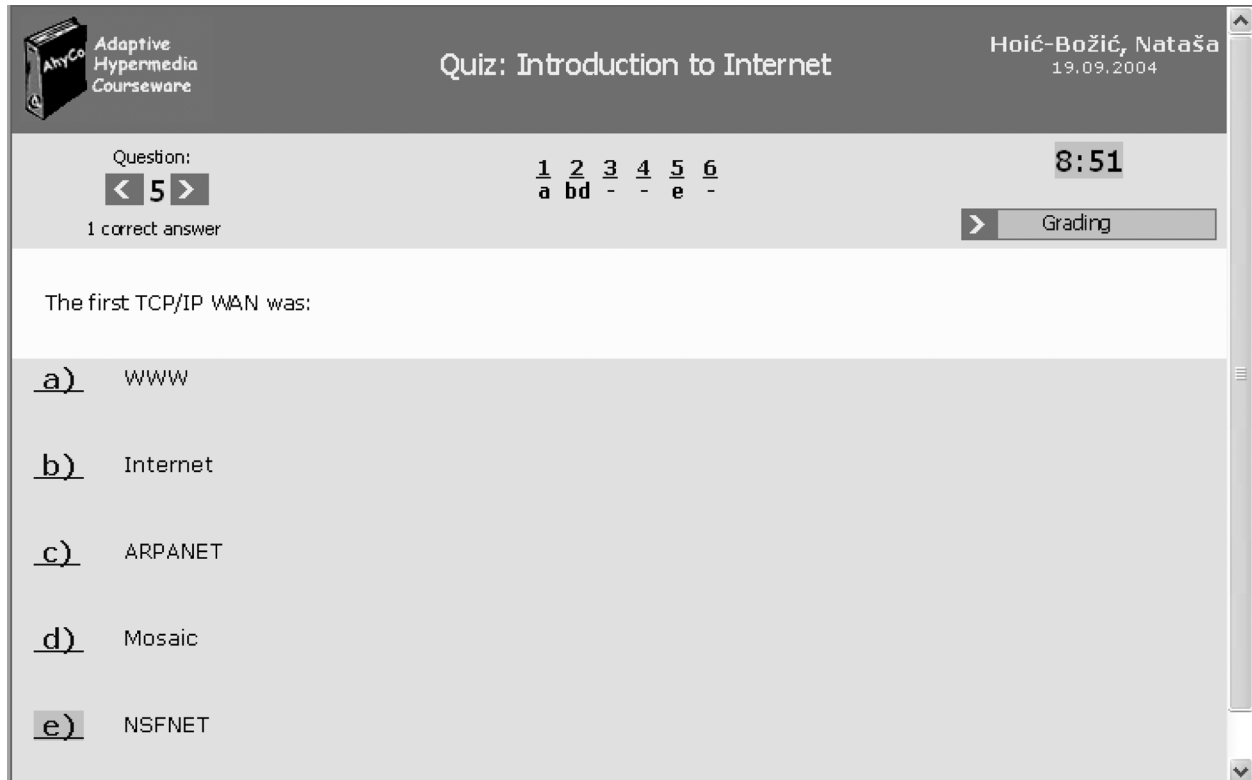 AhyCo
Adaptive
Hypermedia
Courseware
Quiz: Introduction to Internet
Hoić-Božić, Nataša
19.09.2004
Question:
< 5 >
1 correct answer
1 2 3 4 5 6
a bd - - e -
8:51
> Grading
The first TCP/IP WAN was:
a) WWW
b) Internet
c) ARPANET
d) Mosaic
e) NSFNET